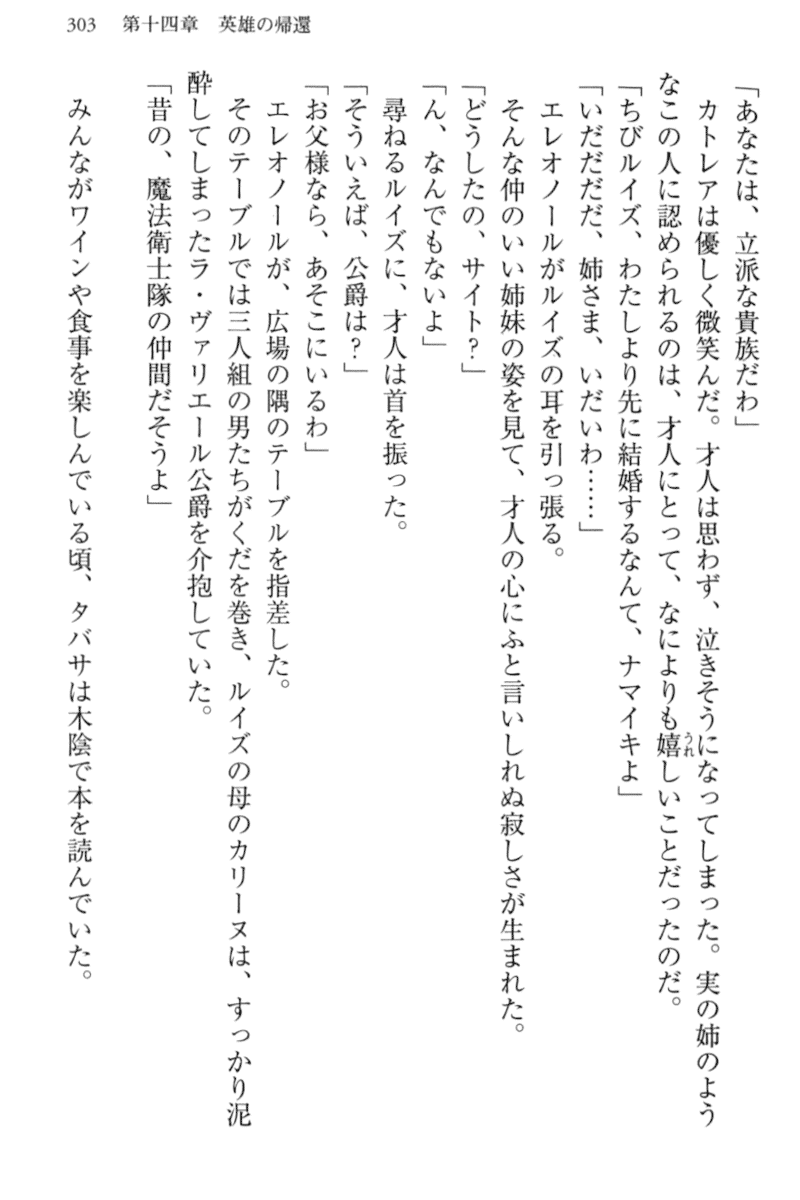 303　第十四章　英雄の帰還
「あなたは、立派な貴族だわ」
　カトレアは優しく微笑んだ。才人は思わず、泣きそうになってしまった。実の姉のよう
なこの人に認められるのは、才人にとって、なによりも嬉しいことだったのだ。
うれ
「ちびルイズ、わたしより先に結婚するなんて、ナマイキよ」
「いだだだだ、姉さま、いだいわ……」
　エレオノールがルイズの耳を引っ張る。
　そんな仲のいい姉妹の姿を見て、才人の心にふと言いしれぬ寂しさが生まれた。
「どうしたの、サイト？」
「ん、なんでもないよ」
　尋ねるルイズに、才人は首を振った。
「そういえば、公爵は？」
「お父様なら、あそこにいるわ」
　エレオノールが、広場の隅のテーブルを指差した。
　そのテーブルでは三人組の男たちがくだを巻き、ルイズの母のカリーヌは、すっかり泥
酔してしまったラ・ヴァリエール公爵を介抱していた。
「昔の、魔法衛士隊の仲間だそうよ」
　みんながワインや食事を楽しんでいる頃、タバサは木陰で本を読んでいた。